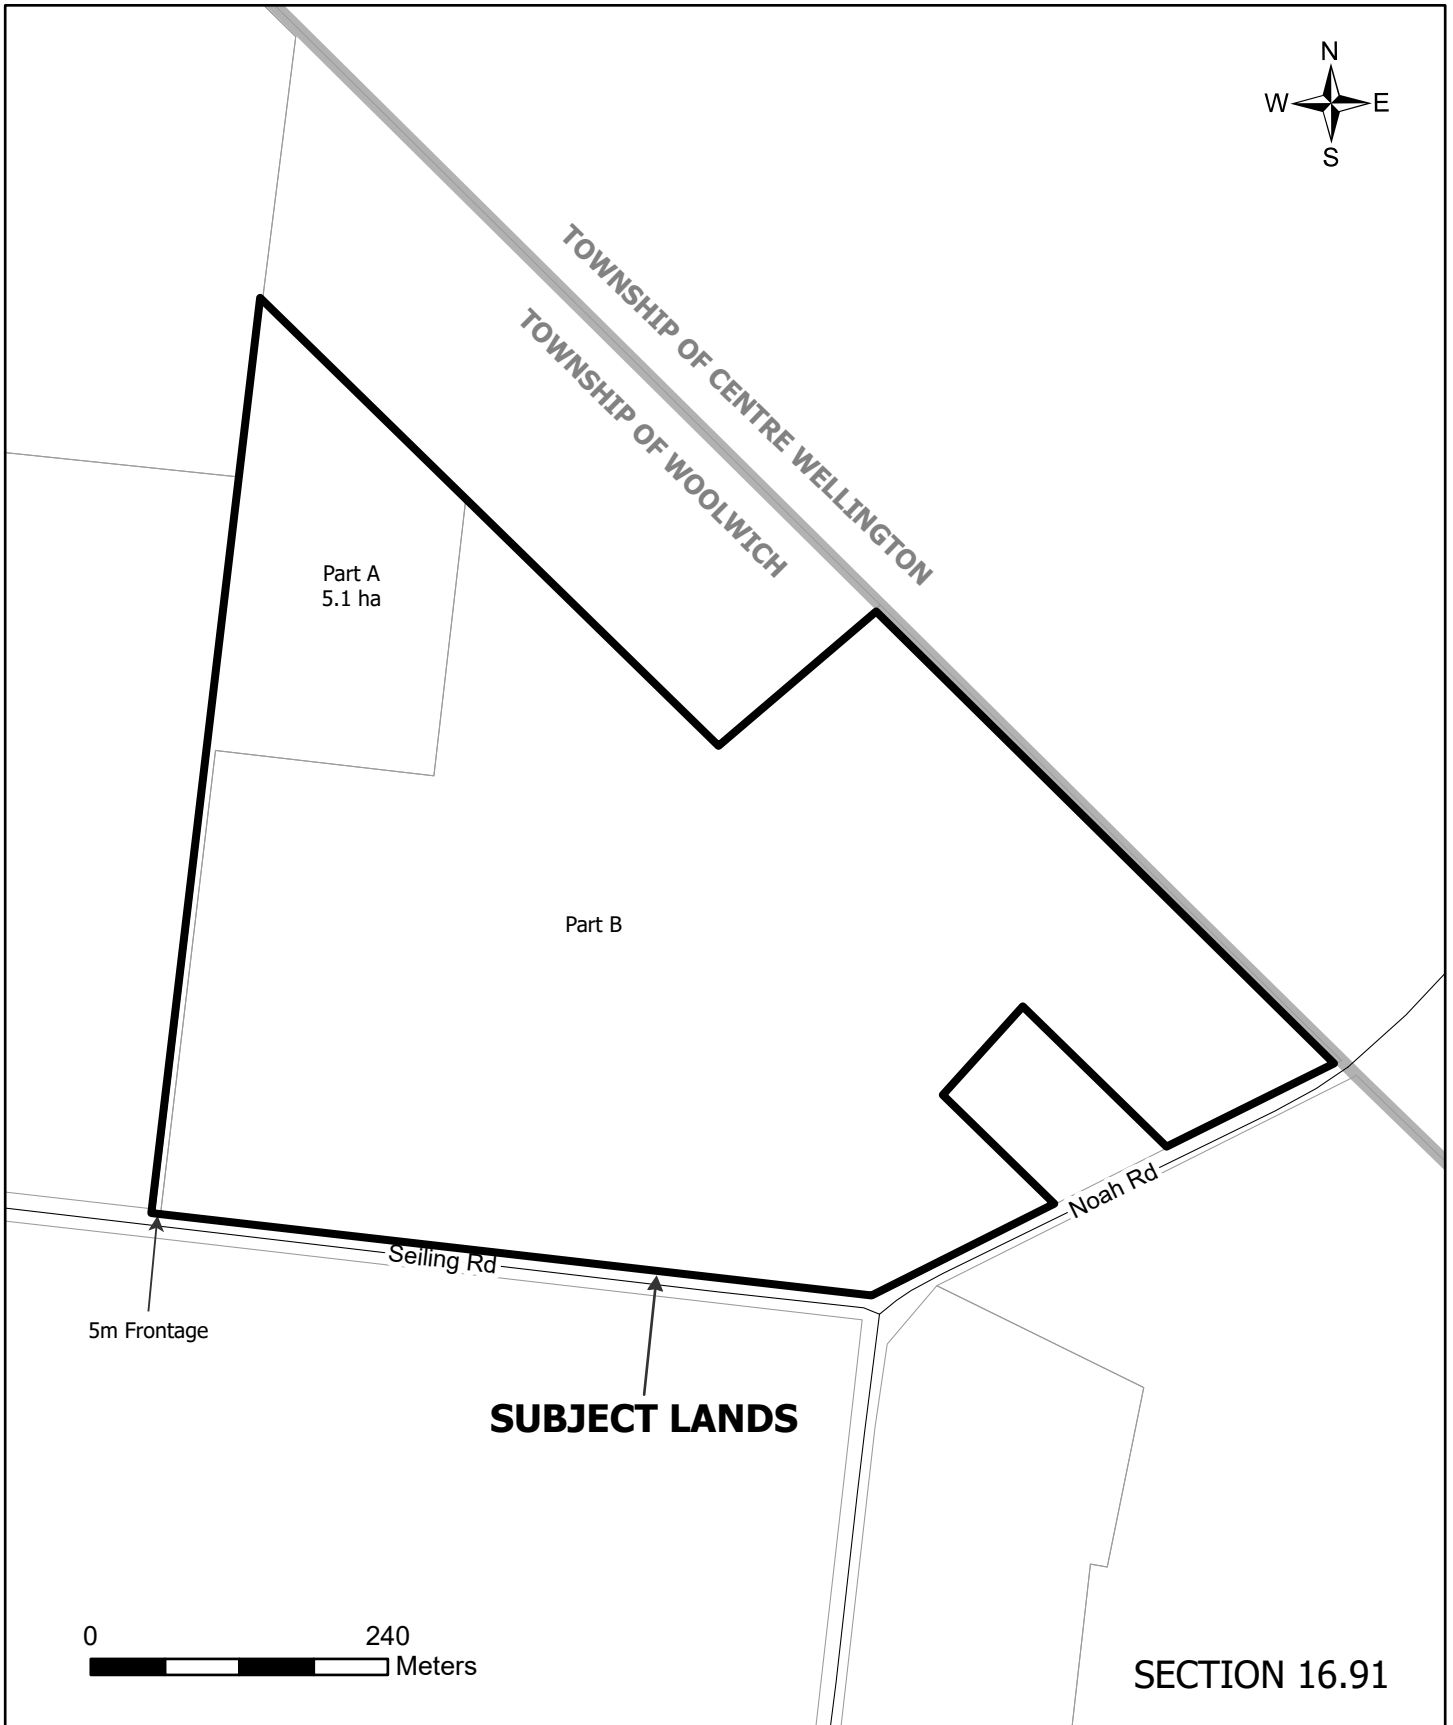 N
W E
S
TOWNSHIP OF CENTRE WELLINGTON
TOWNSHIP OF WOOLWICH
Part A
5.1 ha
Part B
Noah Rd
Seiling Rd
5m Frontage
SUBJECT LANDS
0 240
Meters
SECTION 16.91